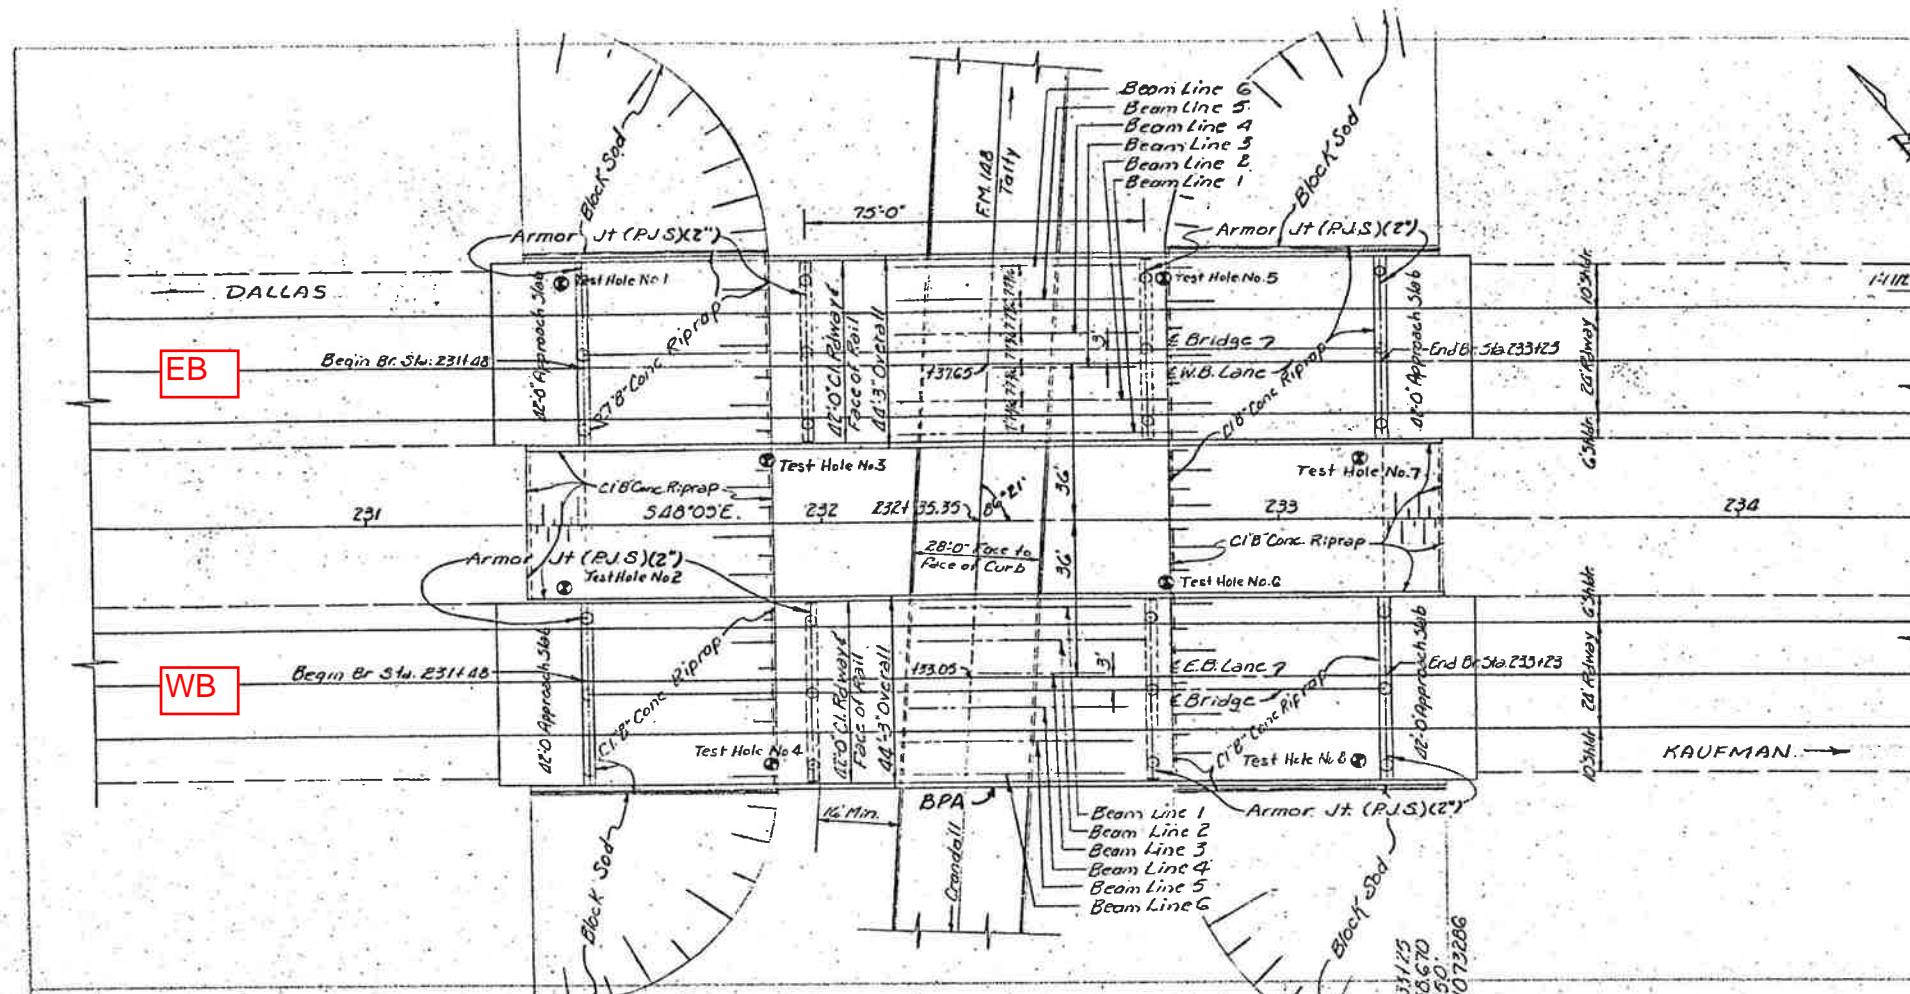 Beam Line 6
Beam Line 5
Beam Line 4
Beam Line 3
Beam Line 2
Beam Line 1
Block Sod
F.M. 148
Talty
Block Sod
75'-0"
Armor Jt (P.J.S)(2")
Armor Jt (P.J.S)(2")
DALLAS
Test Hole No.1
Test Hole No.5
42'-0" Approach Slab
Conc Riprap
42'-0" Cl. Rdway &
Face of Rail
44'-3" Overall
℄ Bridge
℄ W.B. Lane
3'
+37.65
EB
Begin Br. Sta. 231+48
End Br. Sta. 233+23
42'-0" Approach Slab
10' Shldr.
24' Rdway
6' Shldr.
Cl'B' Conc Riprap
Test Hole No.3
Test Hole No.7
Cl'B' Conc. Riprap
S48°05'E.
231
232
232+35.35
86°21'
36'
233
234
28'-0" Face to
Face of Curb
36'
Cl'B' Conc. Riprap
Armor Jt (P.J.S)(2")
Test Hole No.2
Test Hole No.6
42'-0 Approach Slab
Cl'B' Conc Riprap
42'-0" Cl. Rdway &
Face of Rail
44'-3" Overall
+33.05
3'
℄ E.B. Lane
℄ Bridge
WB
Begin Br Sta. 231+48
End Br. Sta. 233+23
42'-0" Approach Slab
6' Shldr.
24' Rdway
10' Shldr.
Cl'B' Conc Riprap
Test Hole No.4
Test Hole No.8
KAUFMAN
BPA
16' Min.
Armor Jt. (P.J.S)(2")
Beam Line 1
Beam Line 2
Beam Line 3
Beam Line 4
Beam Line 5
Beam Line 6
Crandall
Block Sod
Block Sod